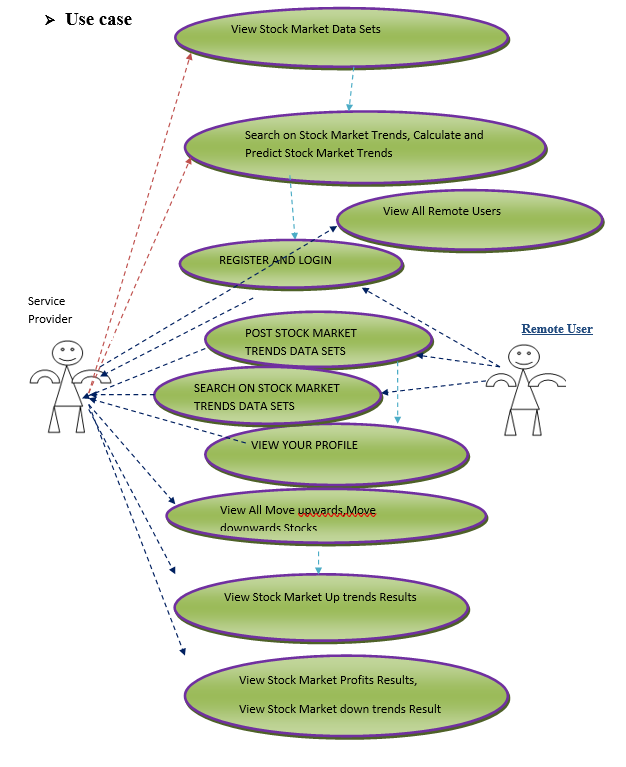 Use case
View Stock Market Data Sets
Search on Stock Market Trends, Calculate and
Predict Stock Market Trends
View All Remote Users
REGISTER AND LOGIN
Service
Provider
Remote User
POST STOCK MARKET
TRENDS DATA SETS
SEARCH ON STOCK MARKET
TRENDS DATA SETS
VIEW YOUR PROFILE
View All Move upwards,Move
downwards Stocks
View Stock Market Up trends Results
View Stock Market Profits Results,
View Stock Market down trends Result